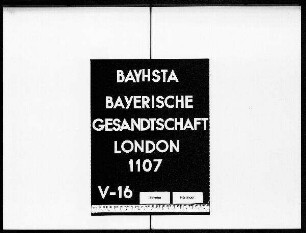 BAYHSTA
BAYERISCHE
GESANDTSCHAFT
LONDON
1107
V-16